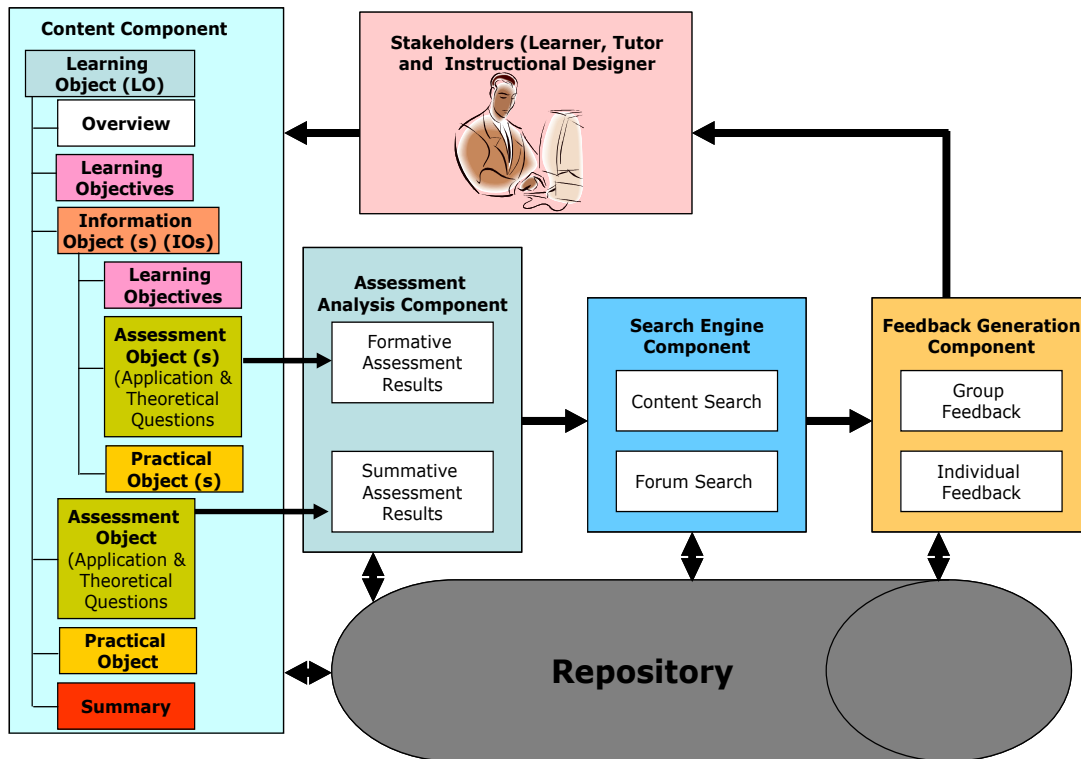 Content Component
Learning
Object (LO)
Overview
Learning
Objectives
Information
Object (s) (IOs)
Learning
Objectives
Assessment
Object (s)
(Application &
Theoretical
Questions
Practical
Object (s)
Assessment
Object
(Application &
Theoretical
Questions
Practical
Object
Summary
Stakeholders (Learner, Tutor
and Instructional Designer
Assessment
Analysis Component
Formative
Assessment
Results
Summative
Assessment
Results
Search Engine
Component
Content Search
Forum Search
Feedback Generation
Component
Group
Feedback
Individual
Feedback
Repository